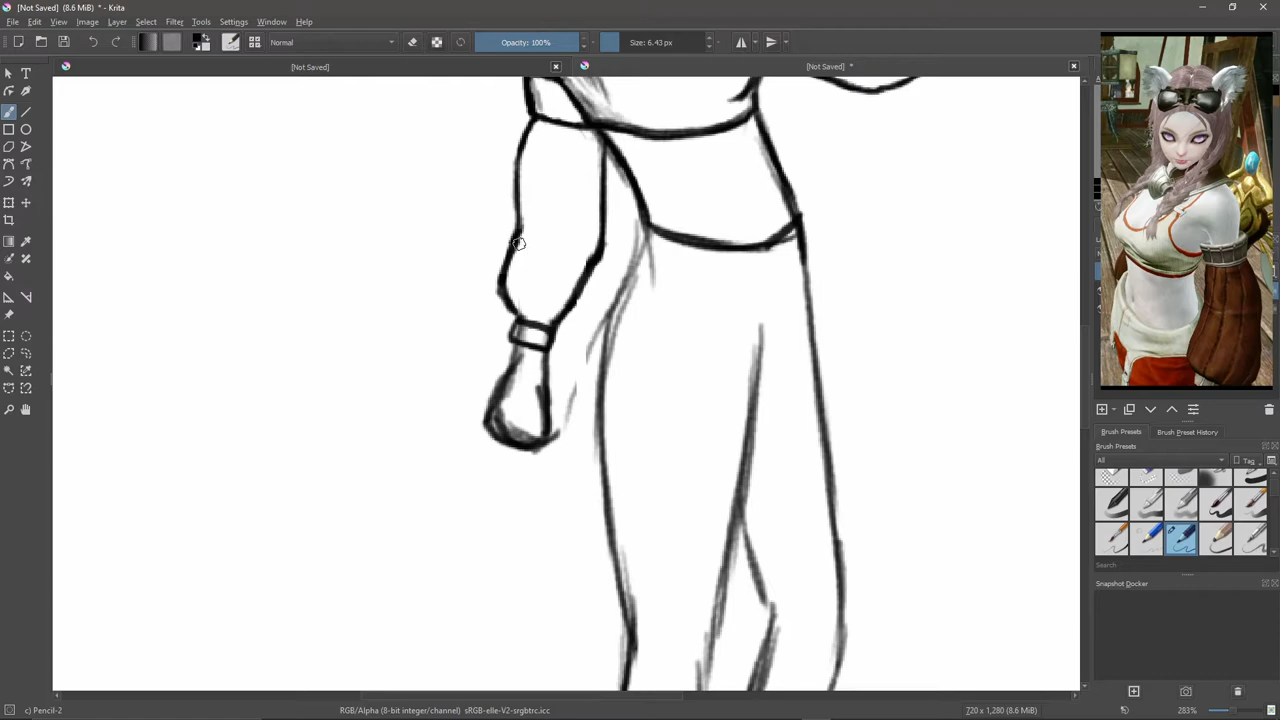 [Not Saved] (8.6 MiB) * - Krita
File Edit View Image Layer Select Filter Tools Settings Window Help
Normal Opacity: 100% Size: 6.43 px
[Not Saved] [Not Saved] *
Brush Presets Brush Preset History
Brush Presets
All Tag
Search
Snapshot Docker
c) Pencil-2 RGB/Alpha (8-bit integer/channel) sRGB-elle-V2-srgbtrc.icc 720 x 1,280 (8.6 MiB) 283%